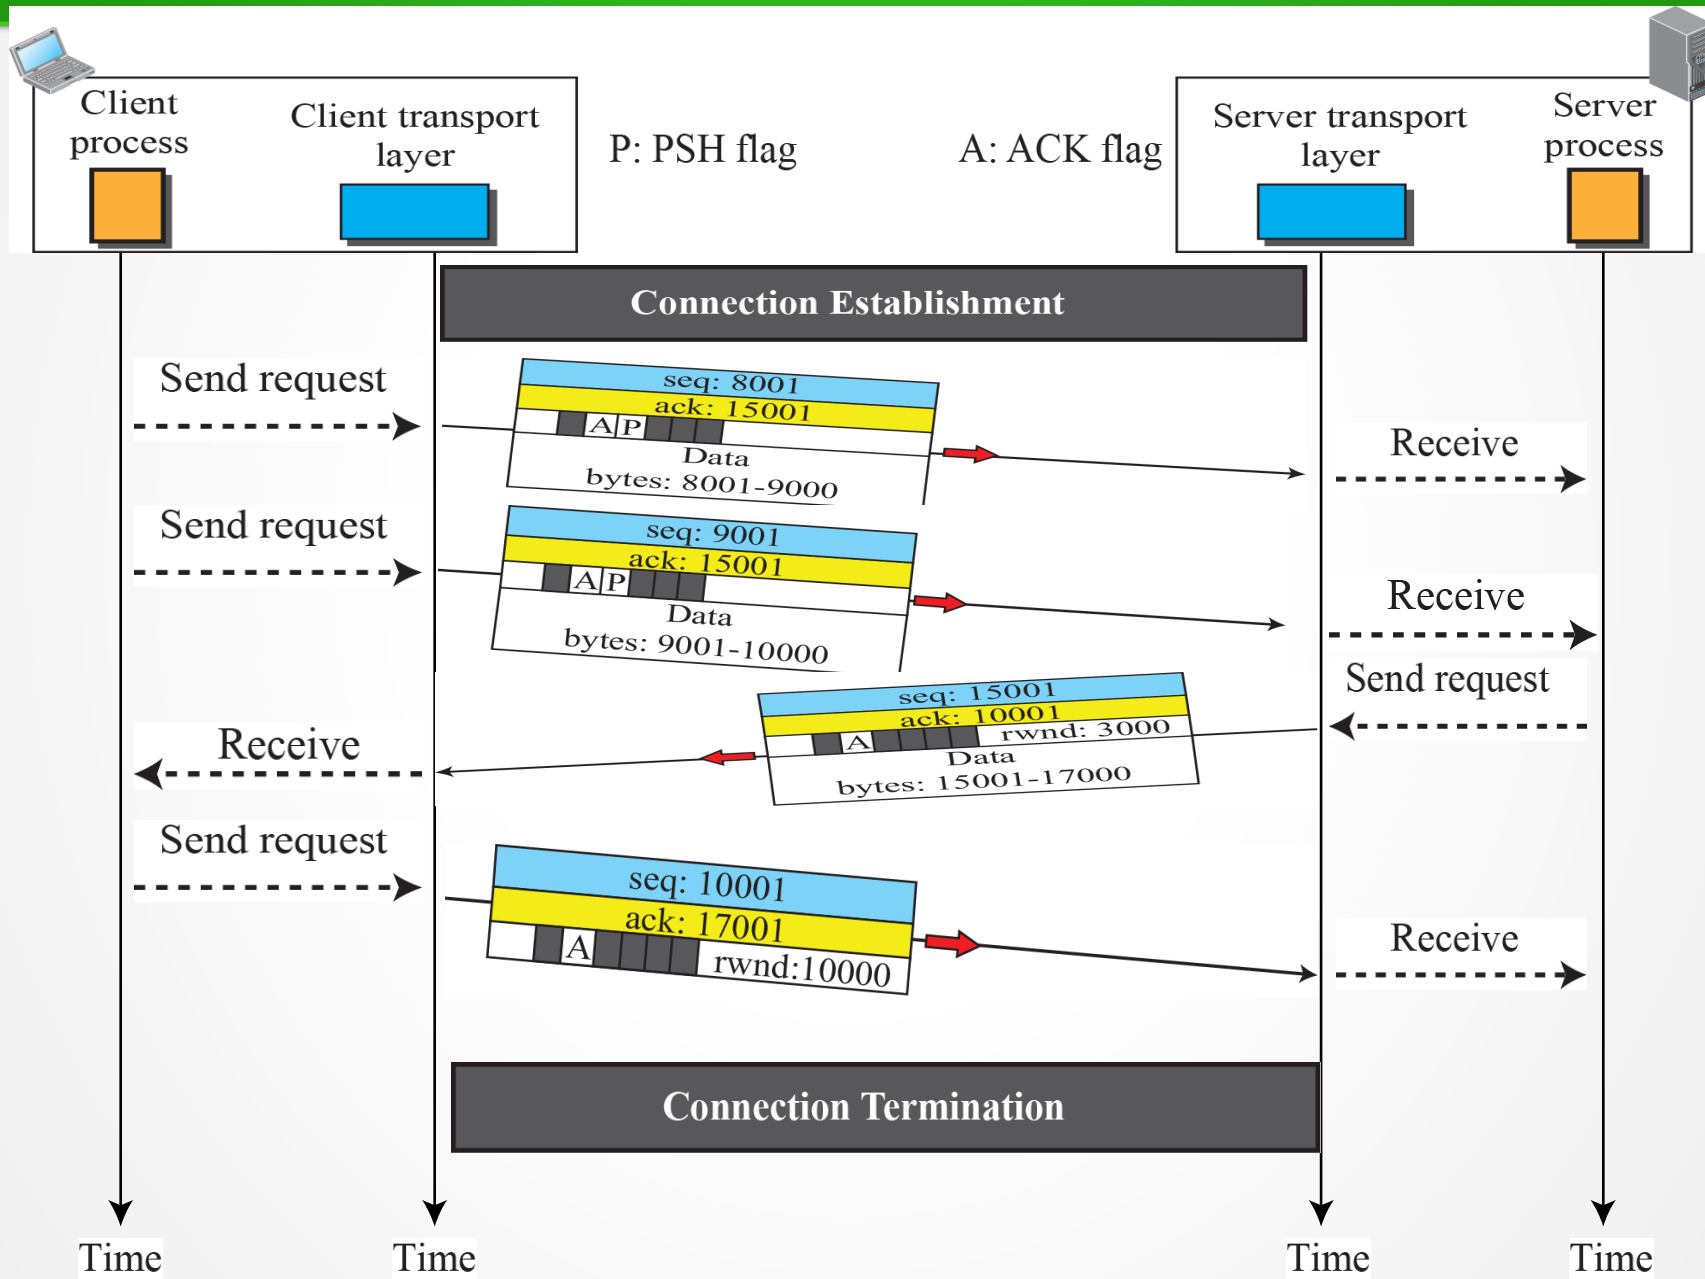 Client
process
Client transport
layer
P: PSH flag
A: ACK flag
Server transport
layer
Server
process
Connection Establishment
Send request
seq: 8001
ack: 15001
A P
Data
bytes: 8001-9000
Receive
Send request
seq: 9001
ack: 15001
A P
Data
bytes: 9001-10000
Receive
Send request
seq: 15001
ack: 10001
A
rwnd: 3000
Data
bytes: 15001-17000
Receive
Send request
seq: 10001
ack: 17001
A
rwnd:10000
Receive
Connection Termination
Time
Time
Time
Time